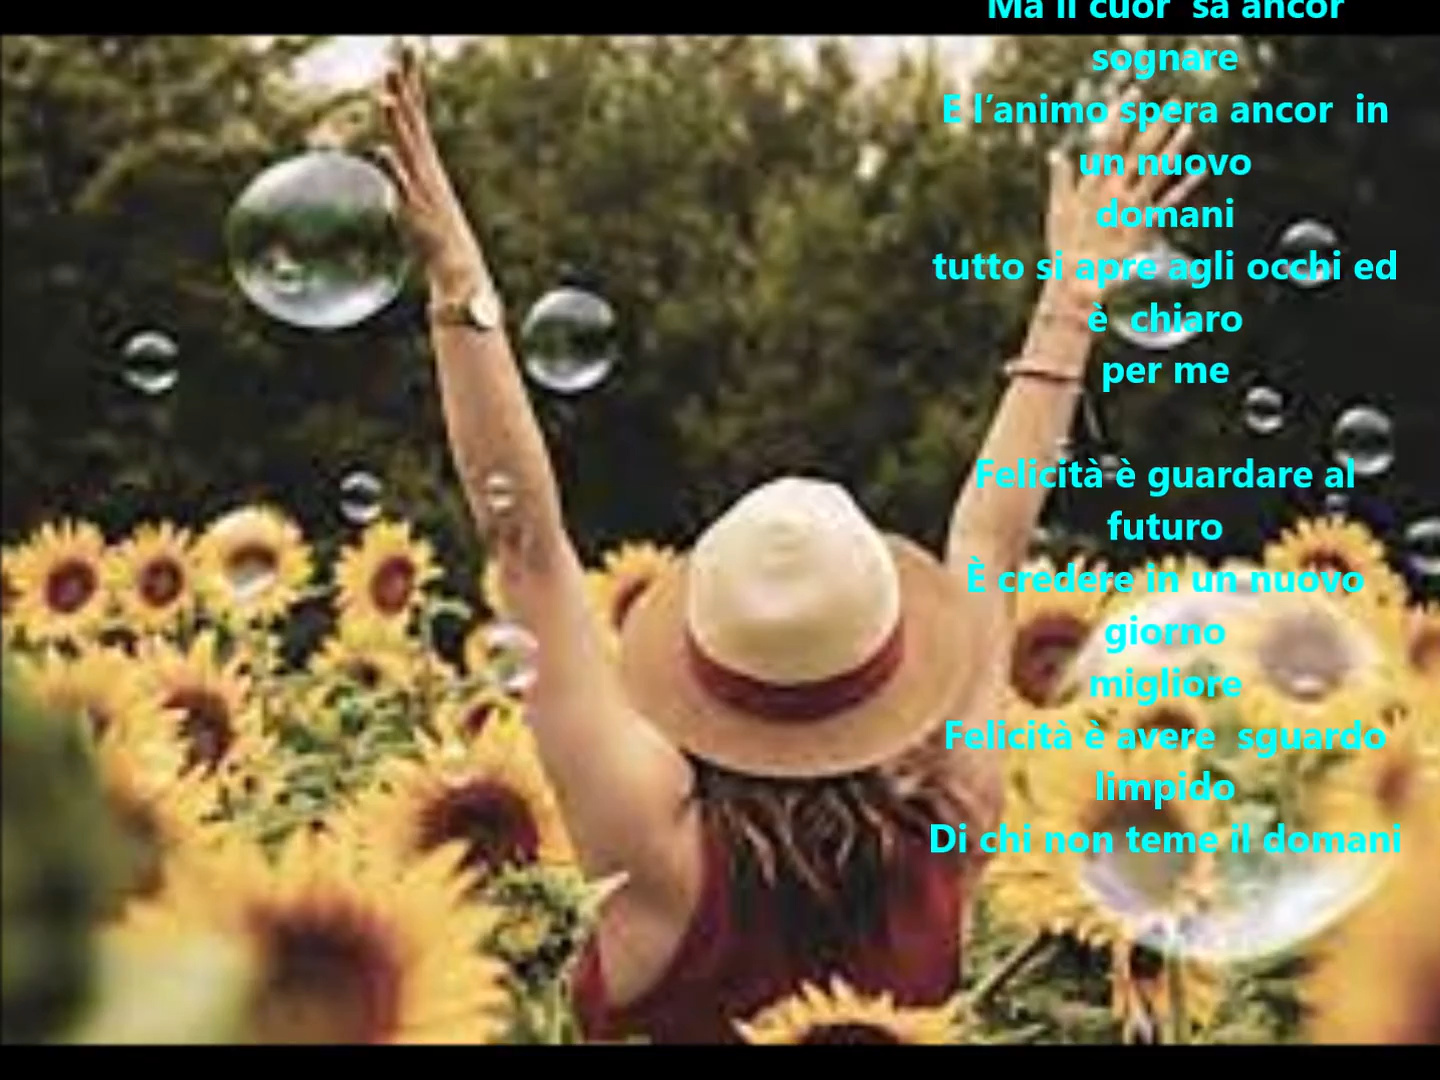 Ma il cuor  sa ancor
sognare
E l’animo spera ancor  in
un nuovo
domani
tutto si apre agli occhi ed
è  chiaro
per me
Felicità è guardare al
futuro
È credere in un nuovo
giorno
migliore
Felicità è avere  sguardo
limpido
Di chi non teme il domani